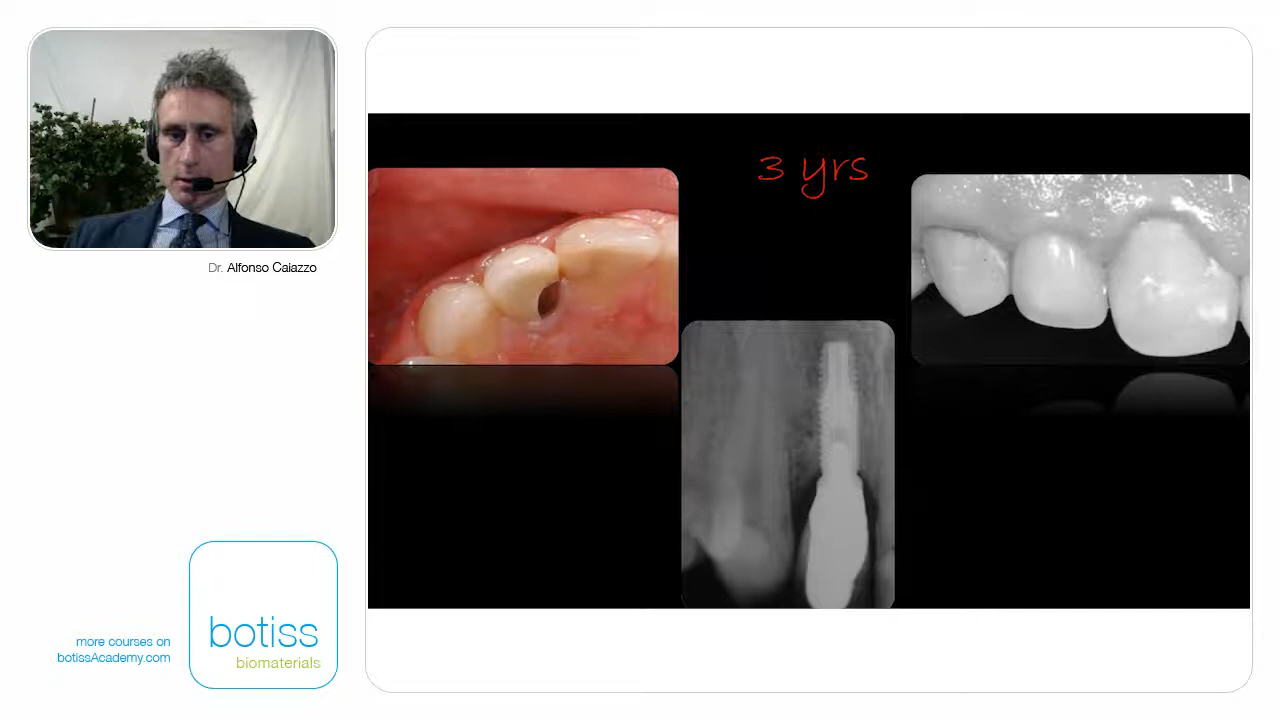 3 yrs
Dr. Alfonso Caiazzo
more courses on
botissAcademy.com
botiss
biomaterials